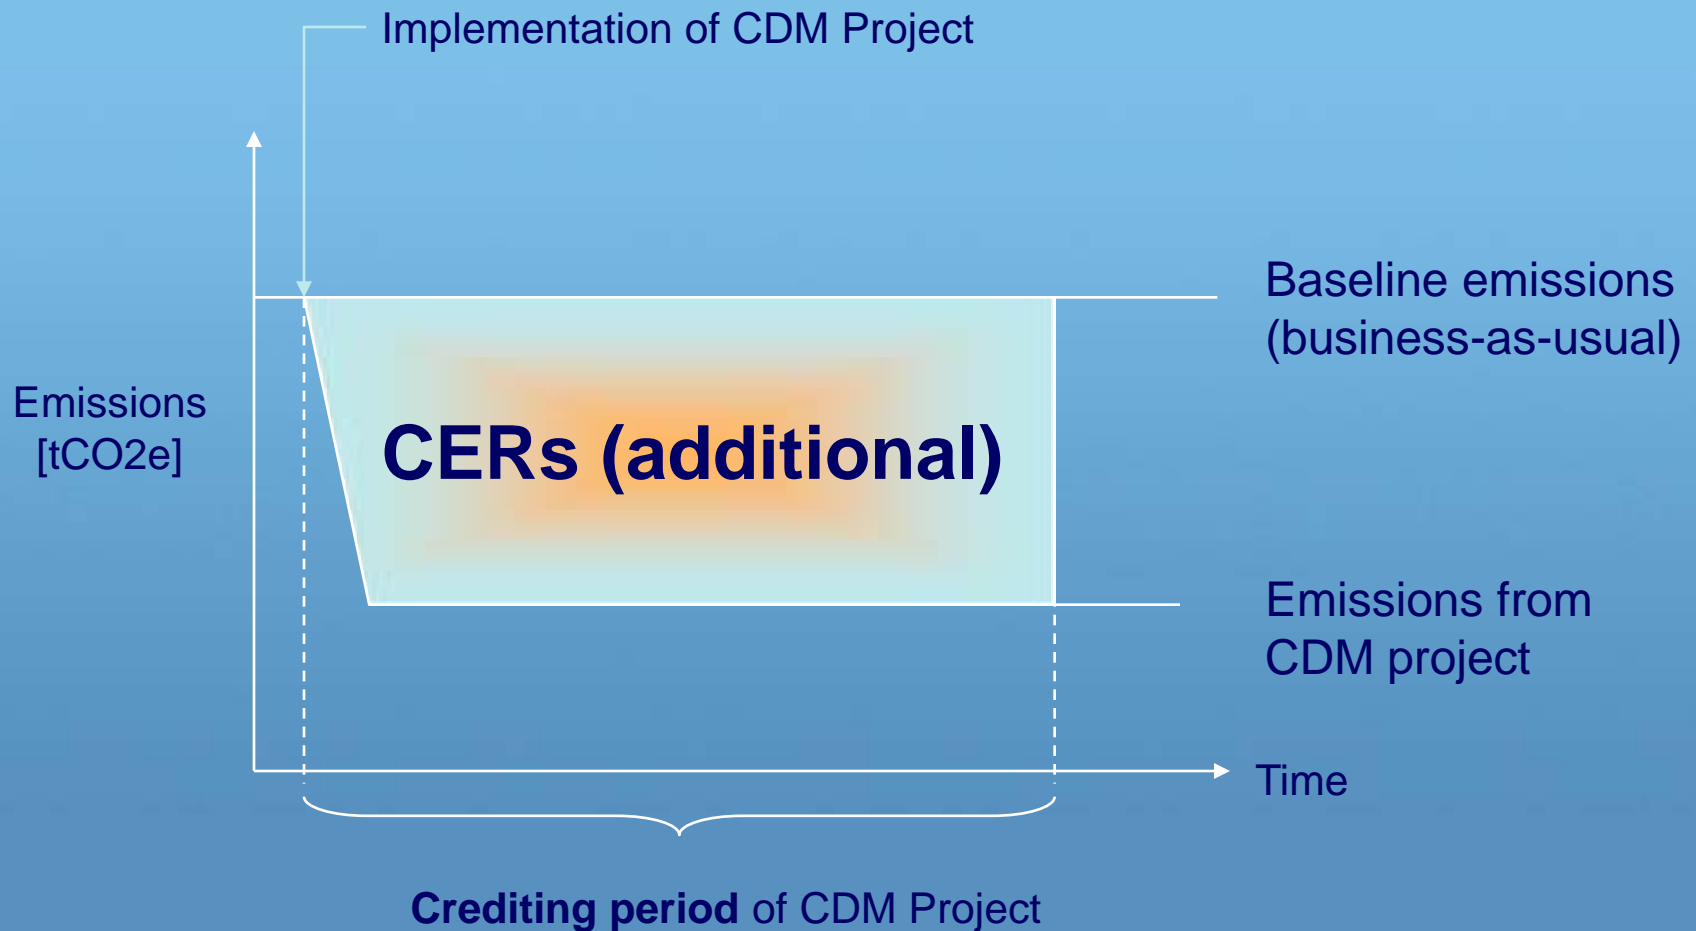 Implementation of CDM Project
Baseline emissions
(business-as-usual)
Emissions
[tCO2e]
CERs (additional)
Emissions from
CDM project
Time
Crediting period of CDM Project